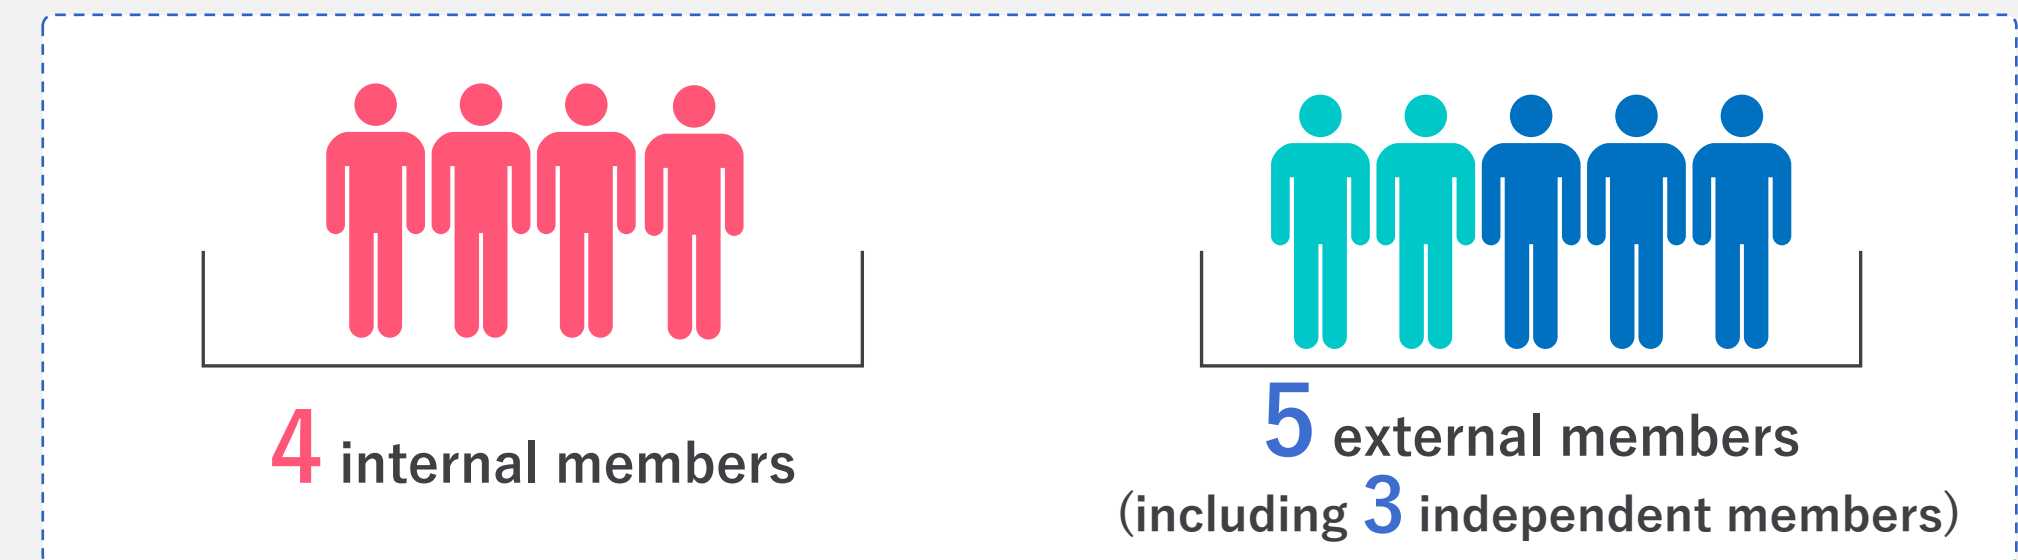 4 internal members
5 external members
(including 3 independent members)